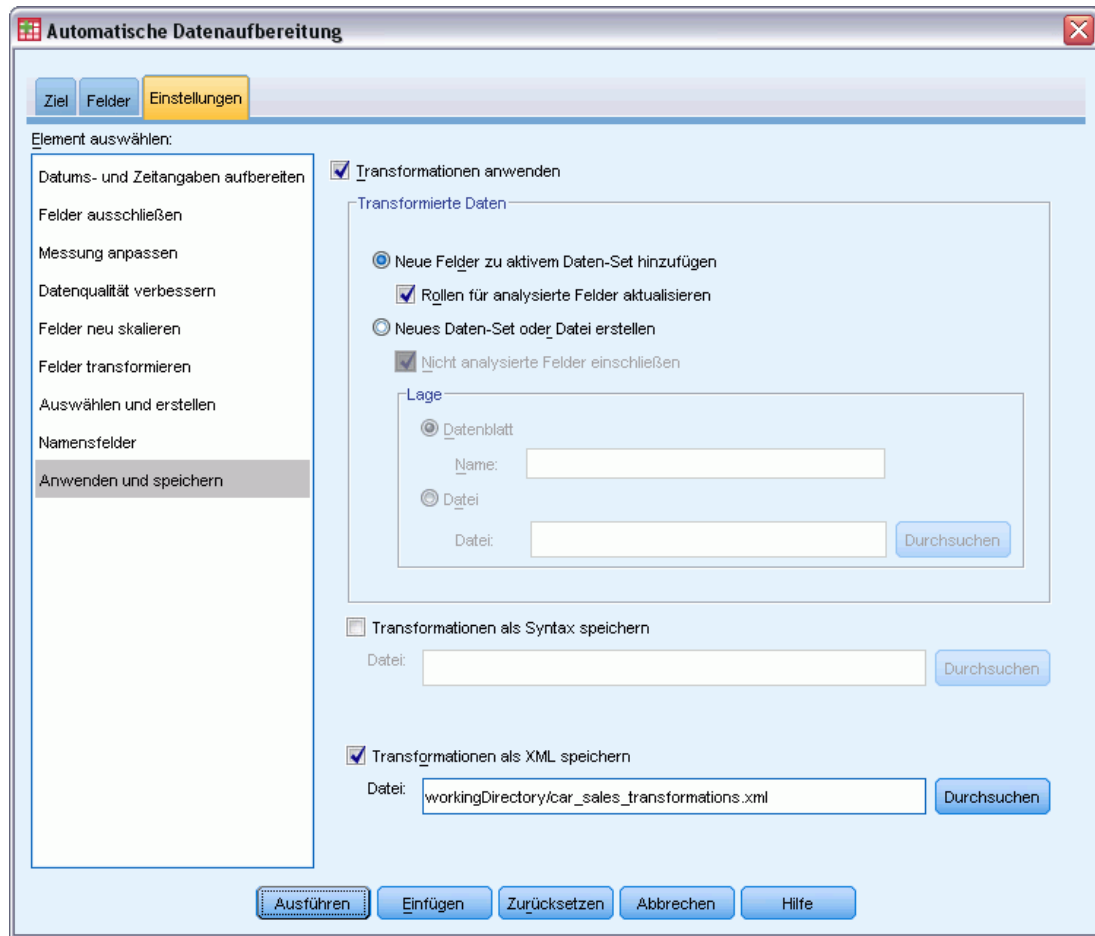 Automatische Datenaufbereitung
Ziel Felder Einstellungen
Element auswählen:
Datums- und Zeitangaben aufbereiten
Felder ausschließen
Messung anpassen
Datenqualität verbessern
Felder neu skalieren
Felder transformieren
Auswählen und erstellen
Namensfelder
Anwenden und speichern
Transformationen anwenden
Transformierte Daten
Neue Felder zu aktivem Daten-Set hinzufügen
Rollen für analysierte Felder aktualisieren
Neues Daten-Set oder Datei erstellen
Nicht analysierte Felder einschließen
Lage
Datenblatt
Name:
Datei
Datei: Durchsuchen
Transformationen als Syntax speichern
Datei: Durchsuchen
Transformationen als XML speichern
Datei: workingDirectory/car_sales_transformations.xml Durchsuchen
Ausführen Einfügen Zurücksetzen Abbrechen Hilfe